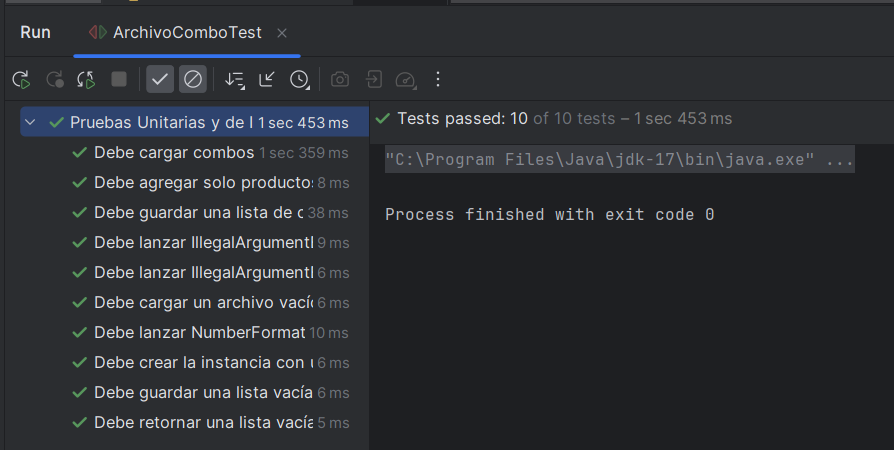 Run ArchivoComboTest
Pruebas Unitarias y de I 1 sec 453 ms
Debe cargar combos 1 sec 359 ms
Debe agregar solo producto 8 ms
Debe guardar una lista de c 38 ms
Debe lanzar IllegalArgumentI 9 ms
Debe lanzar IllegalArgumentI 6 ms
Debe cargar un archivo vací 6 ms
Debe lanzar NumberFormat 10 ms
Debe crear la instancia con u 6 ms
Debe guardar una lista vacía 6 ms
Debe retornar una lista vacía 5 ms
Tests passed: 10 of 10 tests – 1 sec 453 ms
"C:\Program Files\Java\jdk-17\bin\java.exe" ...
Process finished with exit code 0